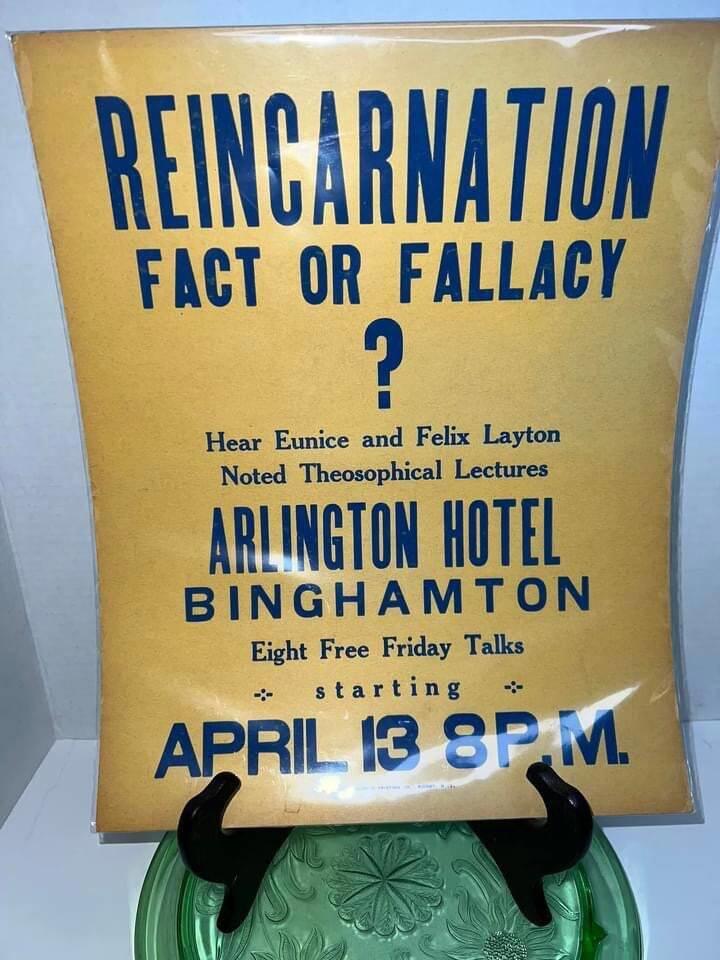 REINCARNATION
FACT OR FALLACY
?
Hear Eunice and Felix Layton
Noted Theosophical Lectures
ARLINGTON HOTEL
BINGHAMTON
Eight Free Friday Talks
starting
APRIL 13 8 P.M.